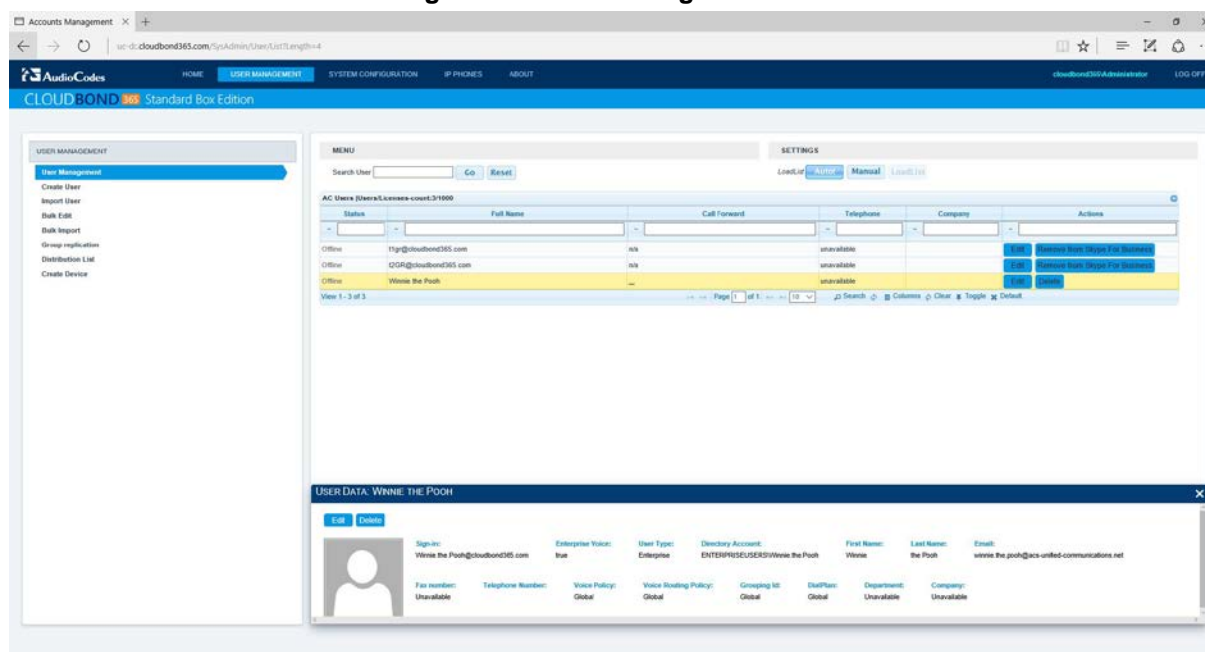 Accounts Management
uc-dc.cloudbond365.com/SysAdmin/User/List?Length=4
AudioCodes HOME USER MANAGEMENT SYSTEM CONFIGURATION IP PHONES ABOUT cloudbond365\Administrator LOG OFF
CLOUDBOND 365 Standard Box Edition
USER MANAGEMENT
User Management
Create User
Import User
Bulk Edit
Bulk Import
Group replication
Distribution List
Create Device
MENU SETTINGS
Search User Go Reset LoadList Manual LoadList
AC Users (Users/Licenses-count:3/1000
Status Full Name Call Forward Telephone Company Actions
~ ~ ~ ~ ~ ~
Offline t1gr@cloudbond365.com n/a unavailable Edit Remove from Skype For Business
Offline t2GR@cloudbond365.com n/a unavailable Edit Remove from Skype For Business
Offline Winnie the Pooh ... unavailable Edit Delete
View 1 - 3 of 3 Page 1 of 1 10 Search Columns Clear Toggle Default
USER DATA: WINNIE THE POOH
Edit Delete
Sign-in: Enterprise Voice: User Type: Directory Account: First Name: Last Name: Email:
Winnie.the.Pooh@cloudbond365.com true Enterprise ENTERPRISEUSERS\Winnie.the.Pooh Winnie the Pooh winnie.the.pooh@acs-unified-communications.net
Fax number: Telephone Number: Voice Policy: Voice Routing Policy: Grouping Id: DialPlan: Department: Company:
Unavailable Global Global Global Global Unavailable Unavailable